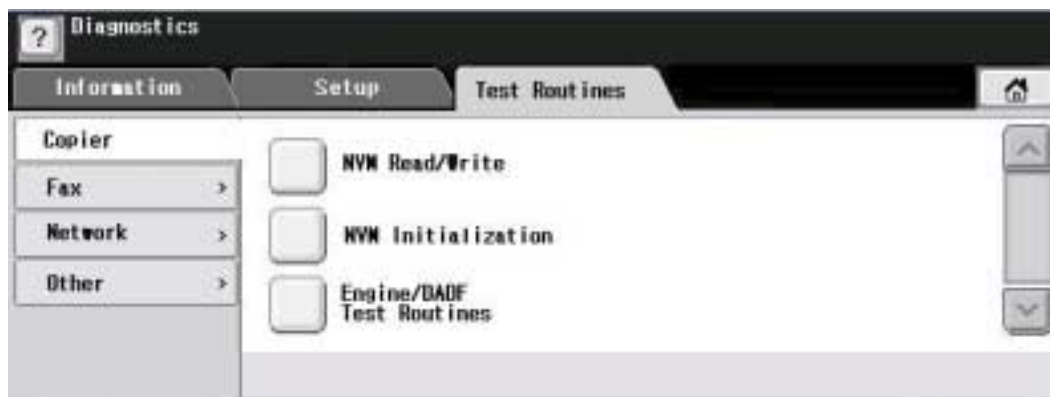 ?
Diagnostics
Information
Setup
Test Routines
Copier
Fax
Network
Other
NVM Read/Write
NVM Initialization
Engine/DADF
Test Routines